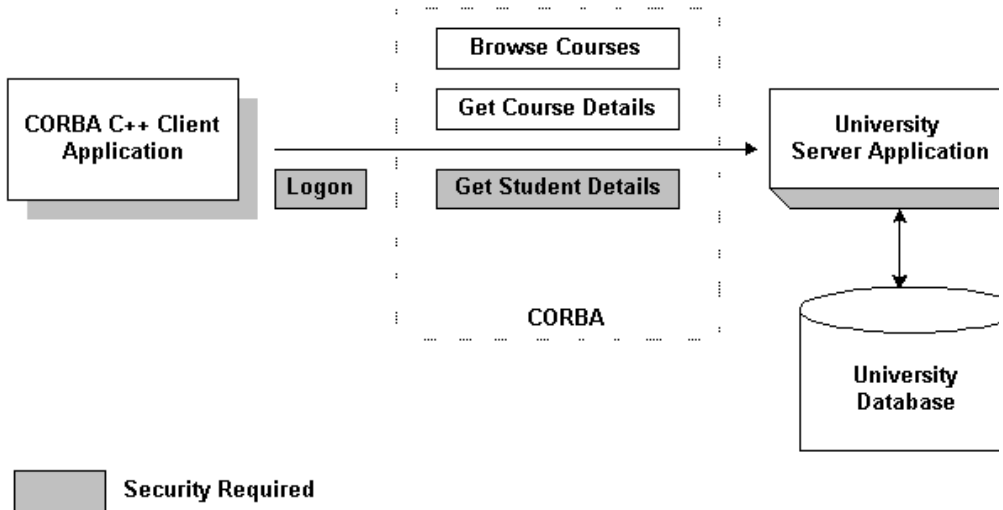 Browse Courses
CORBA C++ Client
Application
Get Course Details
University
Server Application
Logon
Get Student Details
CORBA
University
Database
Security Required